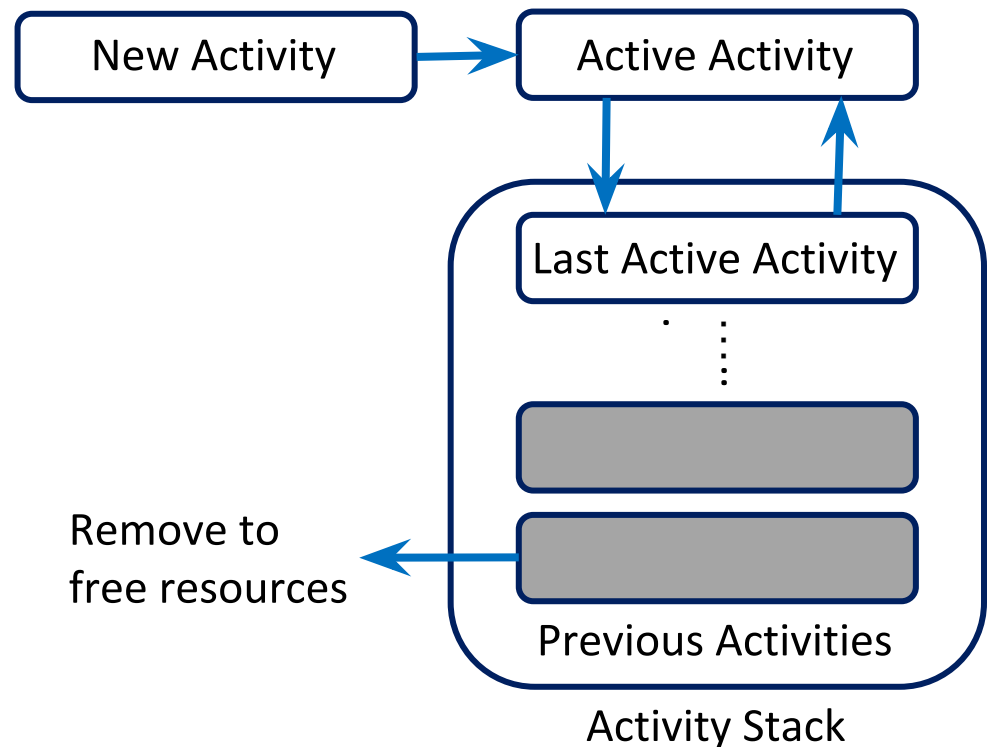 New Activity
Active Activity
Last Active Activity
Remove to
free resources
Previous Activities
Activity Stack